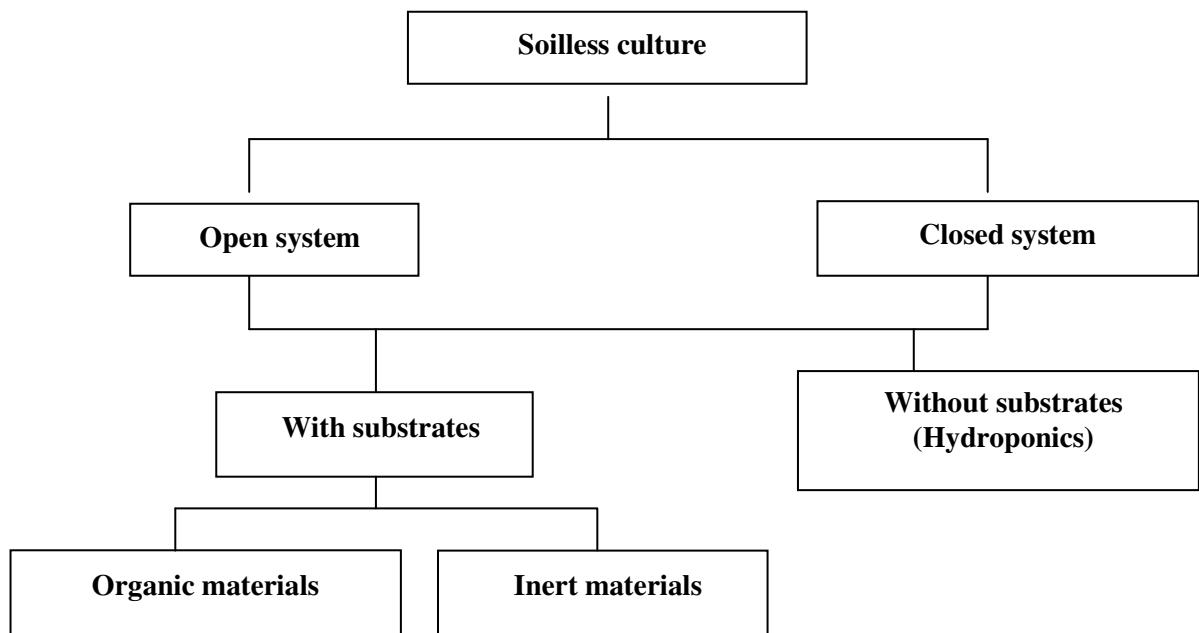 Soilless culture
Open system
Closed system
With substrates
Without substrates
(Hydroponics)
Organic materials
Inert materials